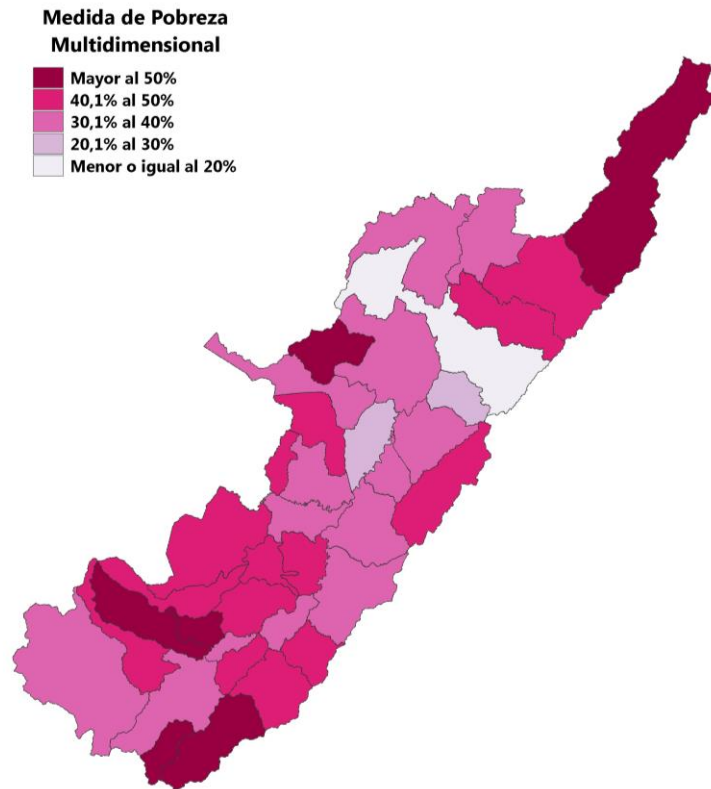 Medida de Pobreza
Multidimensional
Mayor al 50%
40,1% al 50%
30,1% al 40%
20,1% al 30%
Menor o igual al 20%